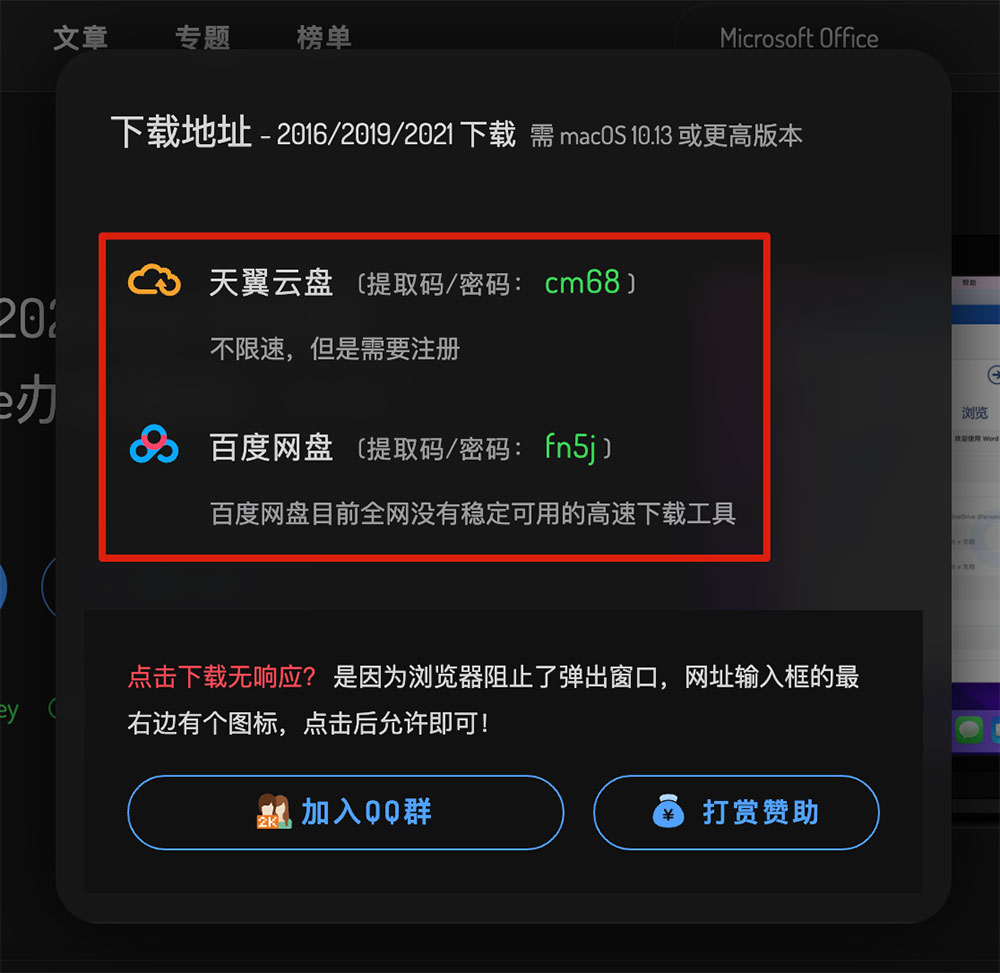 文章 专题 榜单 Microsoft Office
下载地址 - 2016/2019/2021 下载 需 macOS 10.13 或更高版本
天翼云盘 （提取码/密码： cm68 ）
不限速，但是需要注册
百度网盘 （提取码/密码： fn5j ）
百度网盘目前全网没有稳定可用的高速下载工具
202
e办
帮助
浏览
欢迎使用 Word
ey
点击下载无响应？ 是因为浏览器阻止了弹出窗口，网址输入框的最
右边有个图标，点击后允许即可！
2K 加入QQ群
¥ 打赏赞助